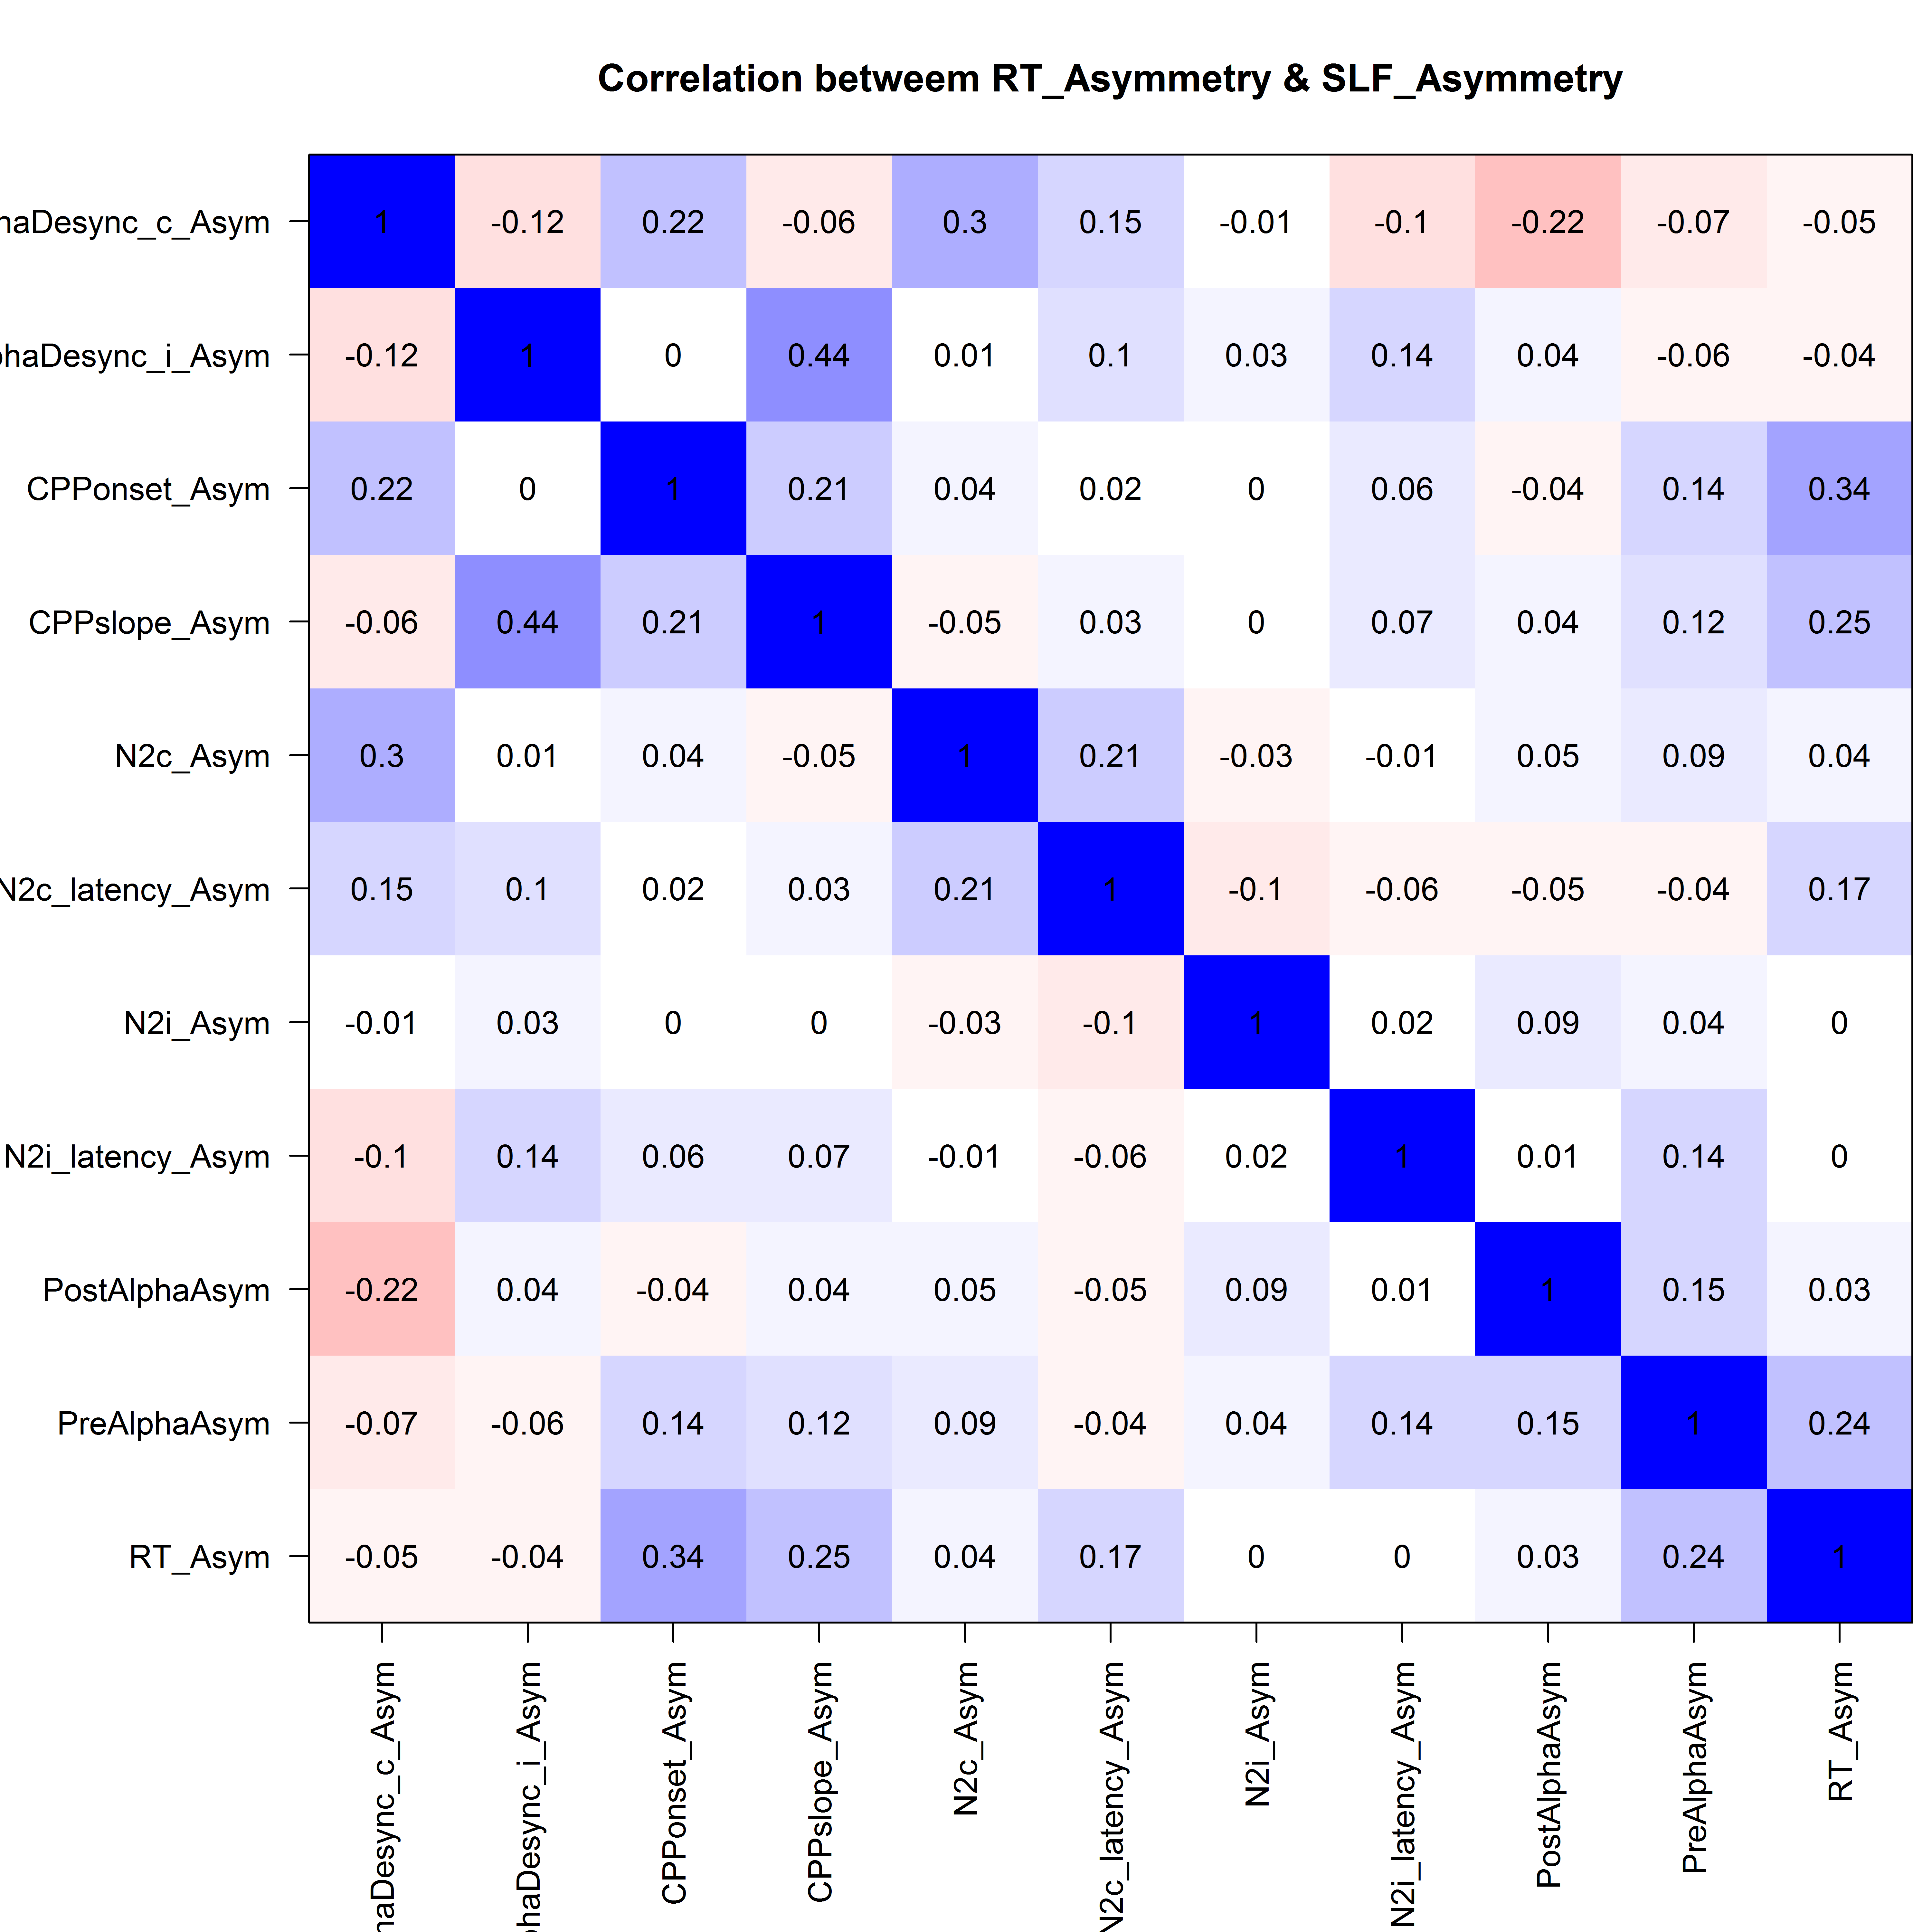 Correlation betweem RT_Asymmetry & SLF_Asymmetry
haDesync_c_Asym 1 -0.12 0.22 -0.06 0.3 0.15 -0.01 -0.1 -0.22 -0.07 -0.05
phaDesync_i_Asym -0.12 1 0 0.44 0.01 0.1 0.03 0.14 0.04 -0.06 -0.04
CPPonset_Asym 0.22 0 1 0.21 0.04 0.02 0 0.06 -0.04 0.14 0.34
CPPslope_Asym -0.06 0.44 0.21 1 -0.05 0.03 0 0.07 0.04 0.12 0.25
N2c_Asym 0.3 0.01 0.04 -0.05 1 0.21 -0.03 -0.01 0.05 0.09 0.04
N2c_latency_Asym 0.15 0.1 0.02 0.03 0.21 1 -0.1 -0.06 -0.05 -0.04 0.17
N2i_Asym -0.01 0.03 0 0 -0.03 -0.1 1 0.02 0.09 0.04 0
N2i_latency_Asym -0.1 0.14 0.06 0.07 -0.01 -0.06 0.02 1 0.01 0.14 0
PostAlphaAsym -0.22 0.04 -0.04 0.04 0.05 -0.05 0.09 0.01 1 0.15 0.03
PreAlphaAsym -0.07 -0.06 0.14 0.12 0.09 -0.04 0.04 0.14 0.15 1 0.24
RT_Asym -0.05 -0.04 0.34 0.25 0.04 0.17 0 0 0.03 0.24 1
haDesync_c_Asym
phaDesync_i_Asym
CPPonset_Asym
CPPslope_Asym
N2c_Asym
N2c_latency_Asym
N2i_Asym
N2i_latency_Asym
PostAlphaAsym
PreAlphaAsym
RT_Asym